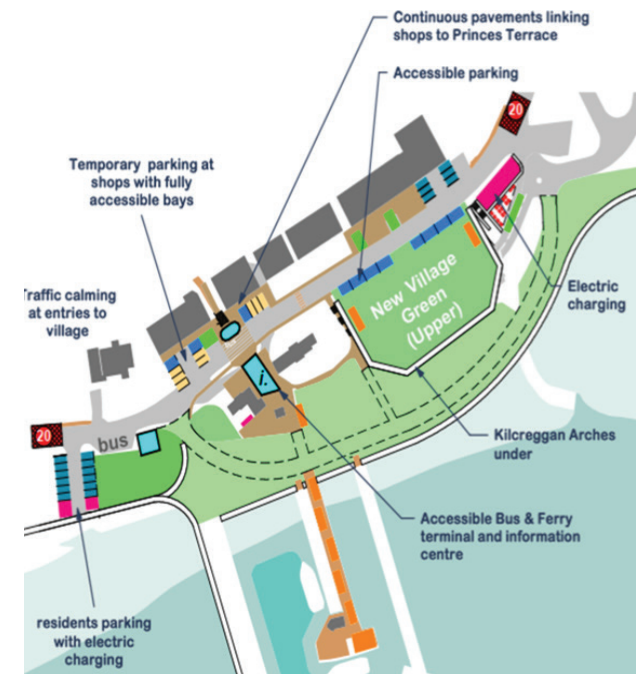 Continuous pavements linking
shops to Princes Terrace
Accessible parking
20
Temporary parking at
shops with fully
accessible bays
New Village
Green
(Upper)
Electric
charging
Traffic calming
at entries to
village
i.
20
bus
Kilcreggan Arches
under
Accessible Bus & Ferry
terminal and information
centre
residents parking
with electric
charging